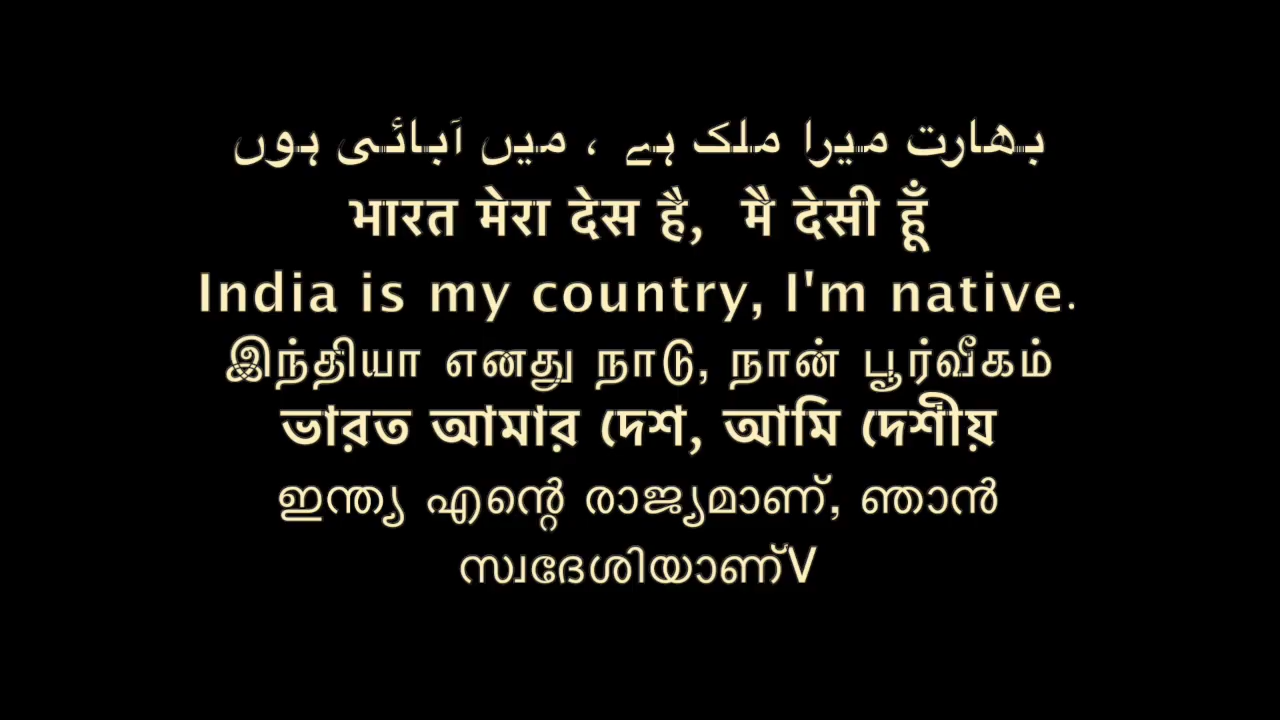 بھارت میرا ملک ہے ، میں آبائی ہوں
भारत मेरा देस है, मै देसी हूँ
India is my country, I'm native.
இந்தியா எனது நாடு, நான் பூர்வீகம்
ভারত আমার দেশ, আমি দেশীয়
ഇന്ത്യ എന്റെ രാജ്യമാണ്, ഞാൻ
സ്വദേശിയാണ്V